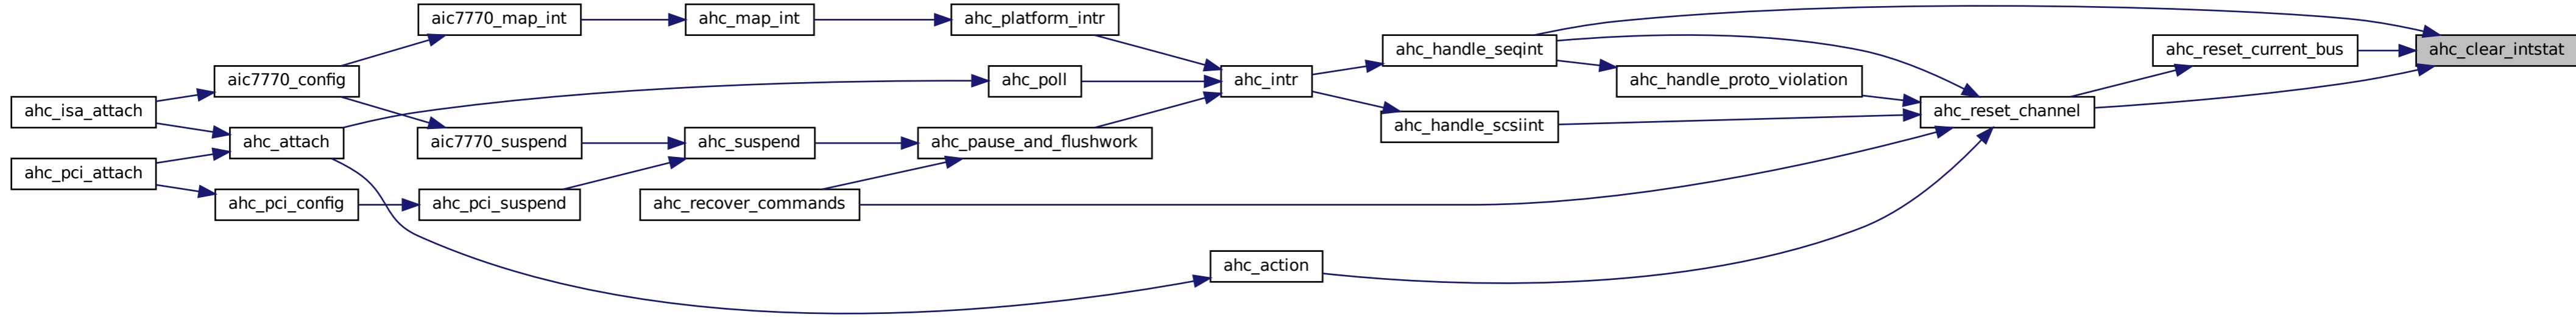 aic7770_map_int
ahc_map_int
ahc_platform_intr
ahc_handle_seqint
ahc_reset_current_bus
ahc_clear_intstat
aic7770_config
ahc_poll
ahc_intr
ahc_handle_proto_violation
ahc_isa_attach
ahc_reset_channel
ahc_handle_scsiint
ahc_attach
aic7770_suspend
ahc_suspend
ahc_pause_and_flushwork
ahc_pci_attach
ahc_pci_config
ahc_pci_suspend
ahc_recover_commands
ahc_action